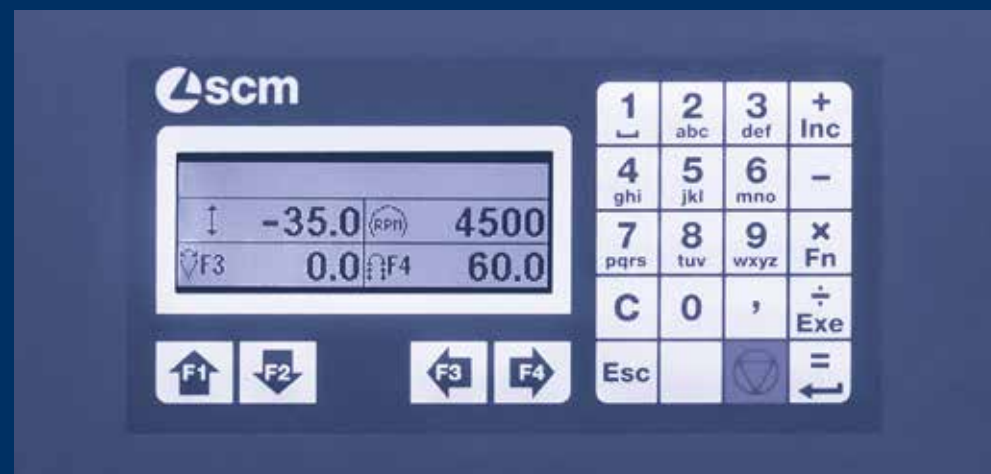 scm
-35.0 RPM 4500
F3 0.0 F4 60.0
F1 F2 F3 F4
1 2 abc 3 def + Inc
4 ghi 5 jkl 6 mno -
7 pqrs 8 tuv 9 wxyz × Fn
C 0 , ÷ Exe
Esc =